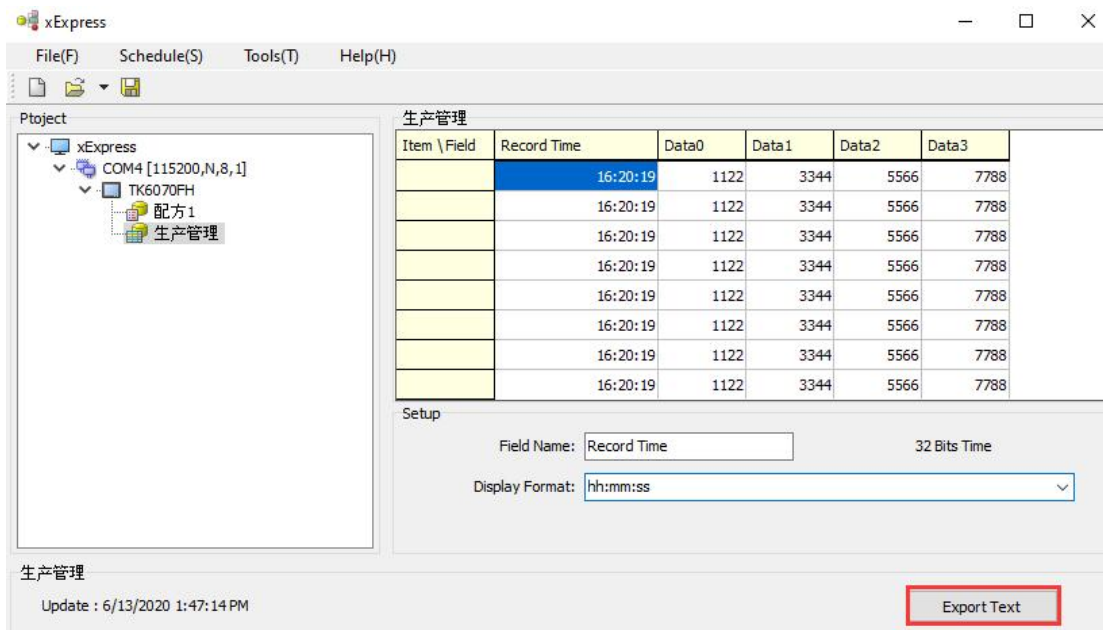 xExpress
File(F) Schedule(S) Tools(T) Help(H)
Ptoject
xExpress
COM4 [115200,N,8,1]
TK6070FH
配方1
生产管理
生产管理
Item \ Field Record Time Data0 Data1 Data2 Data3
16:20:19 1122 3344 5566 7788
16:20:19 1122 3344 5566 7788
16:20:19 1122 3344 5566 7788
16:20:19 1122 3344 5566 7788
16:20:19 1122 3344 5566 7788
16:20:19 1122 3344 5566 7788
16:20:19 1122 3344 5566 7788
16:20:19 1122 3344 5566 7788
Setup
Field Name: Record Time 32 Bits Time
Display Format: hh:mm:ss
生产管理
Update : 6/13/2020 1:47:14 PM
Export Text